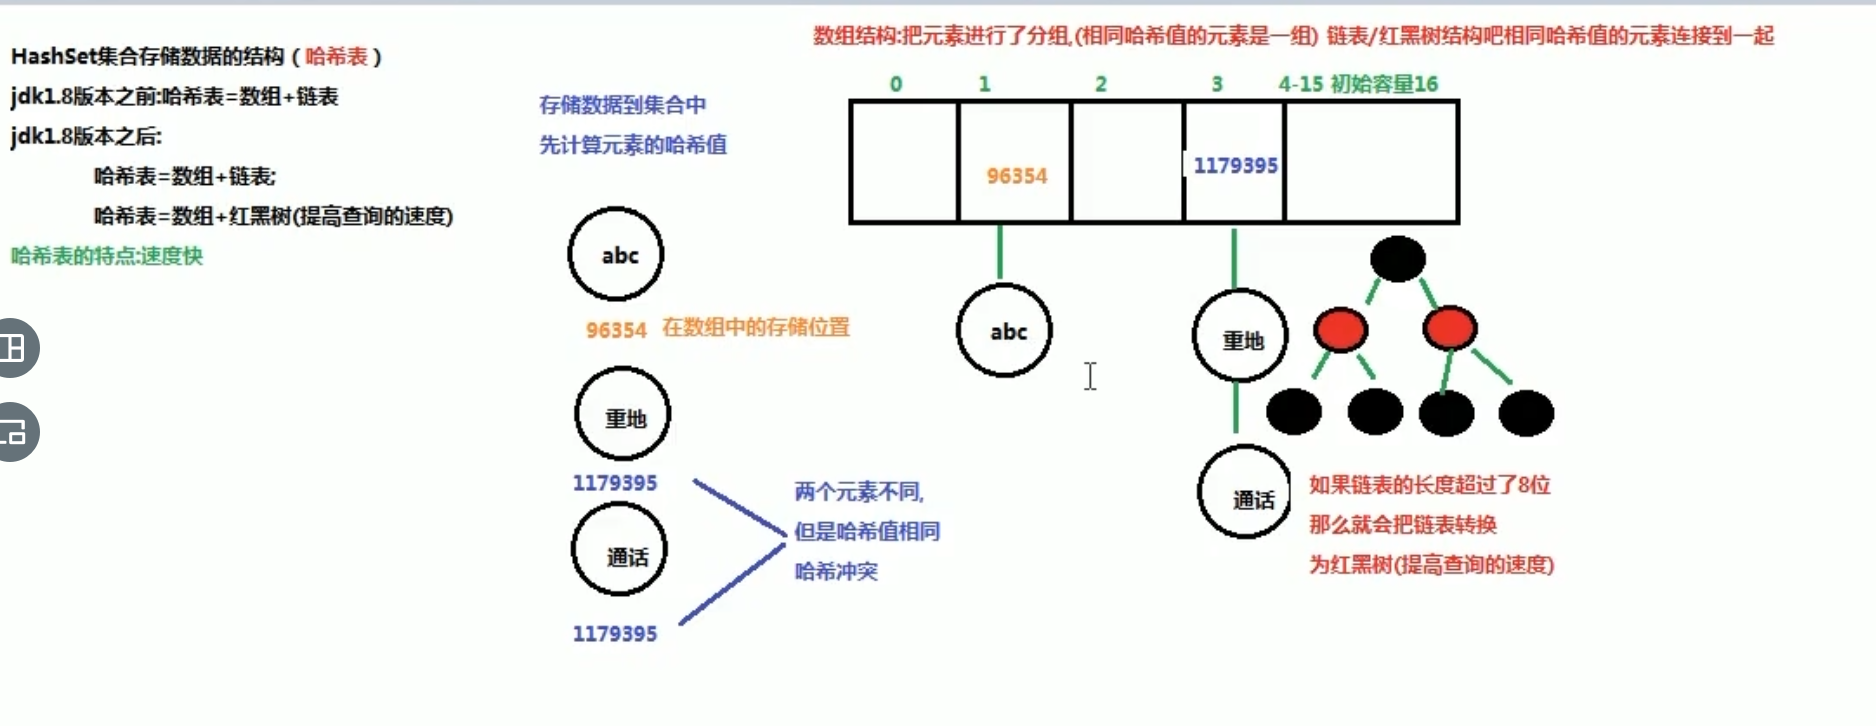 数组结构:把元素进行了分组,(相同哈希值的元素是一组) 链表/红黑树结构吧相同哈希值的元素连接到一起
HashSet集合存储数据的结构（哈希表）
jdk1.8版本之前:哈希表=数组+链表
jdk1.8版本之后:
哈希表=数组+链表;
哈希表=数组+红黑树(提高查询的速度)
哈希表的特点:速度快
存储数据到集合中
先计算元素的哈希值
abc
96354 在数组中的存储位置
重地
1179395
通话
1179395
两个元素不同,
但是哈希值相同
哈希冲突
0 1 2 3 4-15 初始容量16
96354 1179395
abc
重地
通话
如果链表的长度超过了8位
那么就会把链表转换
为红黑树(提高查询的速度)